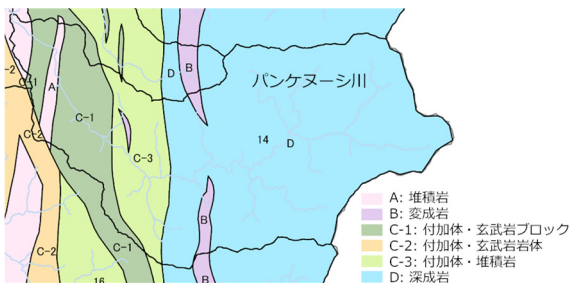 -2
C-1
A
C-1
C-2
D
B
パンケヌーシ川
14
D
C-3
B
C-2
C-1
16
B
A: 堆積岩
B: 変成岩
C-1: 付加体・玄武岩ブロック
C-2: 付加体・玄武岩岩体
C-3: 付加体・堆積岩
D: 深成岩